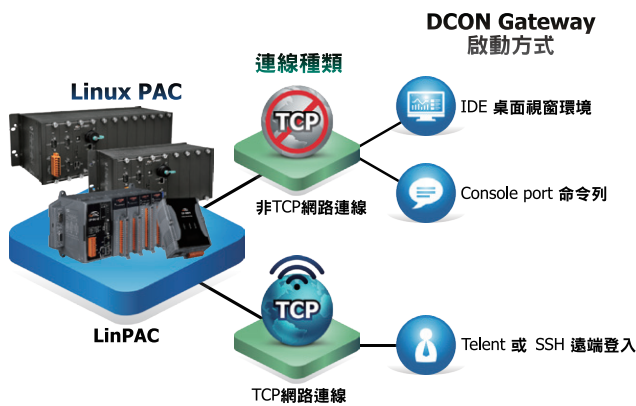 DCON Gateway
啟動方式
連線種類
Linux PAC
TCP
IDE 桌面視窗環境
非TCP網路連線
Console port 命令列
LinPAC
TCP
Telent 或 SSH 遠端登入
TCP網路連線